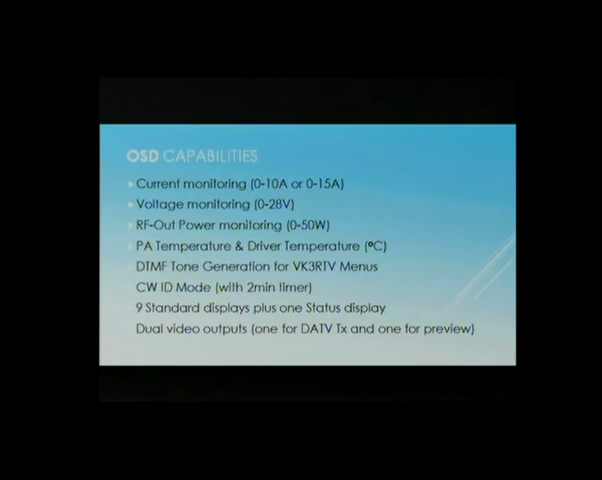 OSD CAPABILITIES
Current monitoring (0-10A or 0-15A)
Voltage monitoring (0-28V)
RF-Out Power monitoring (0-50W)
PA Temperature & Driver Temperature (ºC)
DTMF Tone Generation for VK3RTV Menus
CW ID Mode (with 2min timer)
9 Standard displays plus one Status display
Dual video outputs (one for DATV Tx and one for preview)